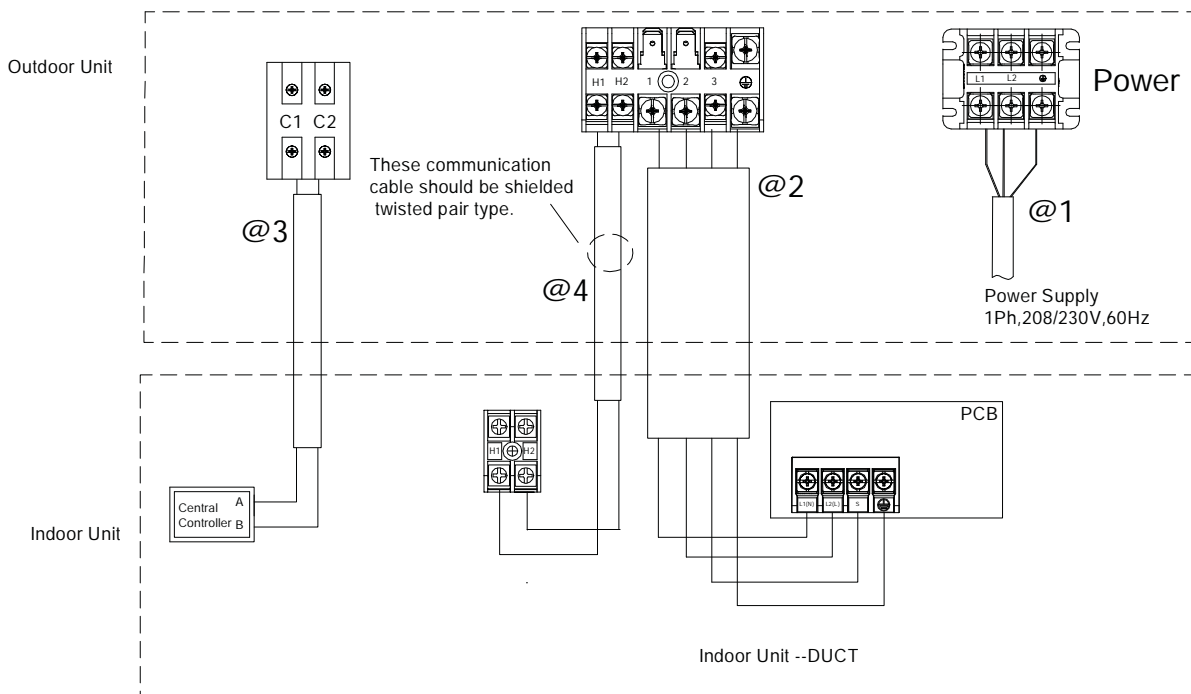 Outdoor Unit
C1 C2
@3
These communication
cable should be shielded
twisted pair type.
@4
H1 H2 1 2 3
@2
L1 L2
Power
@1
Power Supply
1Ph,208/230V,60Hz
Indoor Unit
Central
Controller
A
B
H1 H2
PCB
L1(N) L2(L) S
Indoor Unit --DUCT